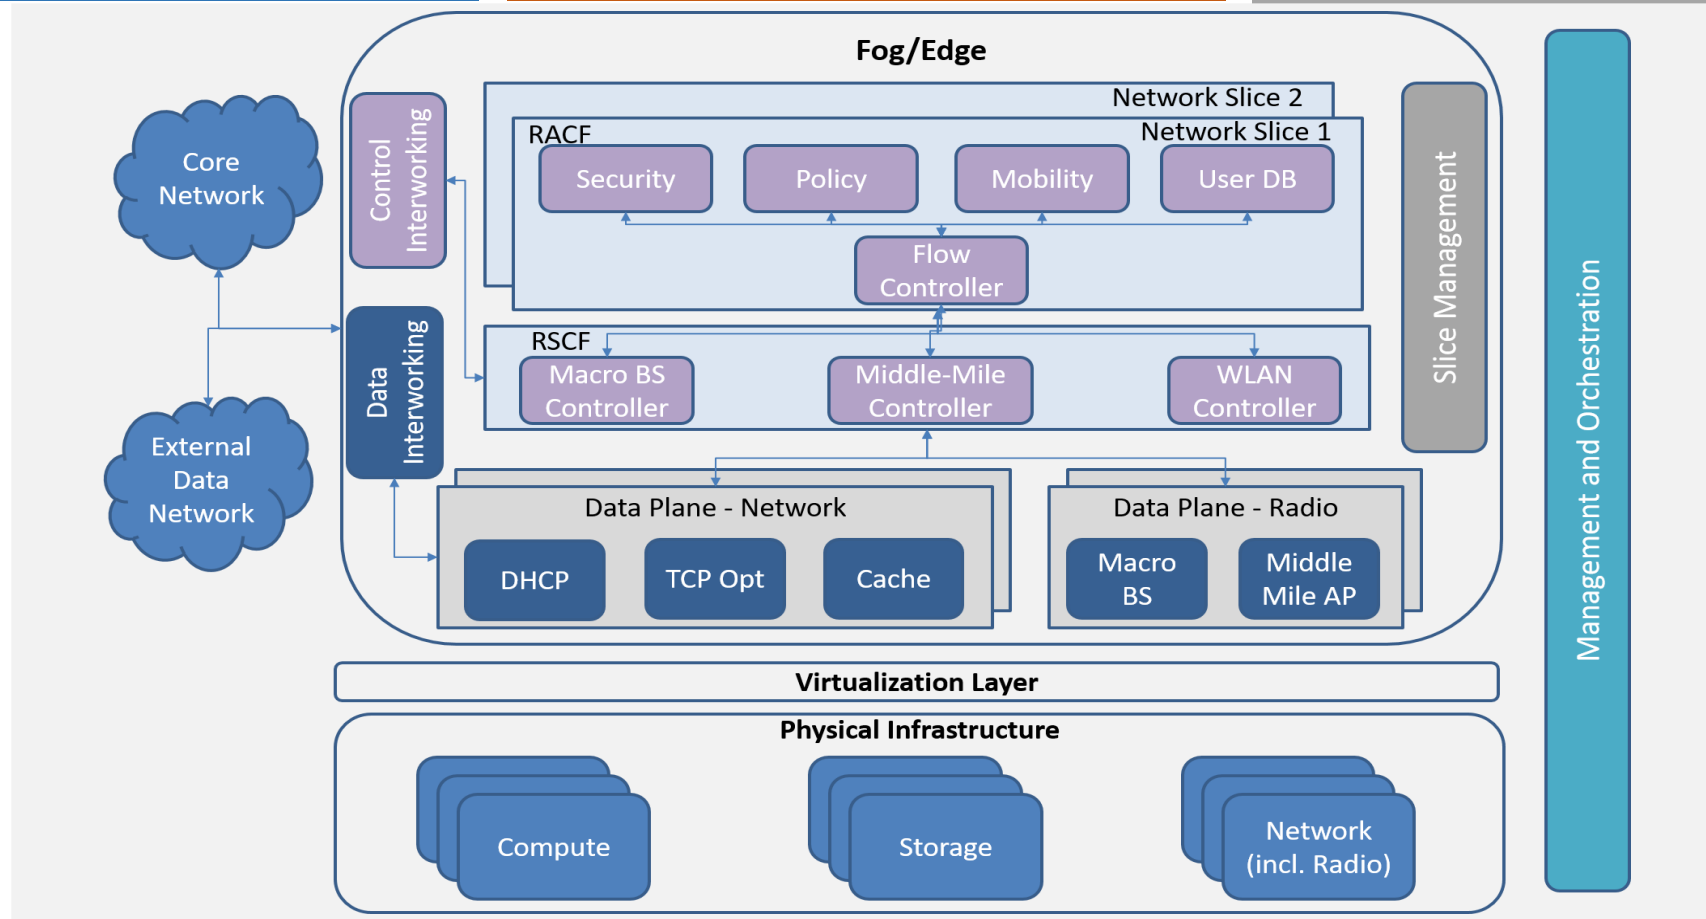 Fog/Edge
Core
Network
External
Data
Network
Control
Interworking
Data
Interworking
Network Slice 2
Network Slice 1
RACF
Security
Policy
Mobility
User DB
Flow
Controller
RSCF
Macro BS
Controller
Middle-Mile
Controller
WLAN
Controller
Data Plane - Network
DHCP
TCP Opt
Cache
Data Plane - Radio
Macro
BS
Middle
Mile AP
Slice Management
Management and Orchestration
Virtualization Layer
Physical Infrastructure
Compute
Storage
Network
(incl. Radio)